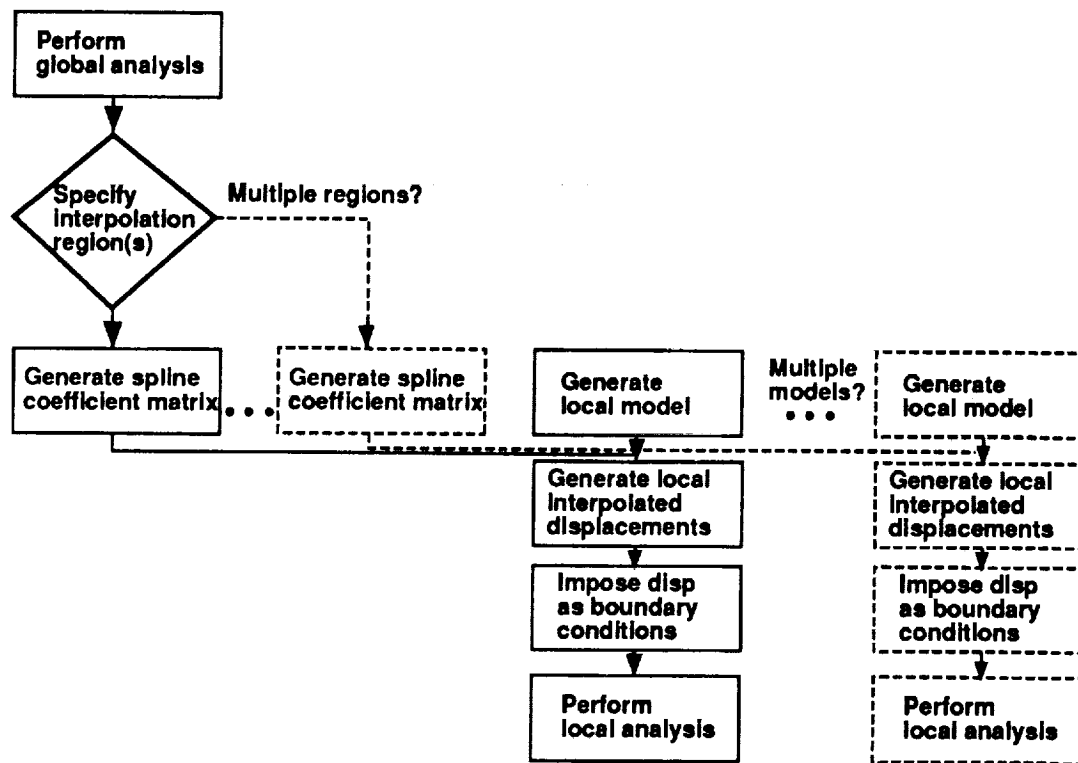 Perform
global analysis
Specify
interpolation
region(s)
Multiple regions?
Generate spline
coefficient matrix
• • •
Generate spline
coefficient matrix
Generate
local model
Multiple
models?
• • •
Generate
local model
Generate local
interpolated
displacements
Generate local
interpolated
displacements
Impose disp
as boundary
conditions
Impose disp
as boundary
conditions
Perform
local analysis
Perform
local analysis